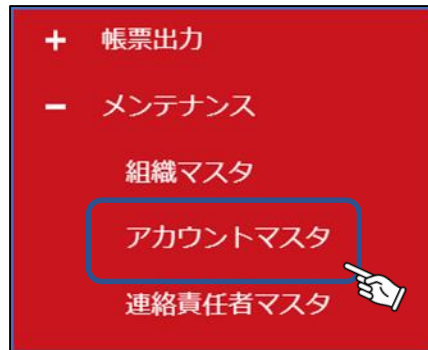 + 帳票出力
− メンテナンス
組織マスタ
アカウントマスタ
連絡責任者マスタ